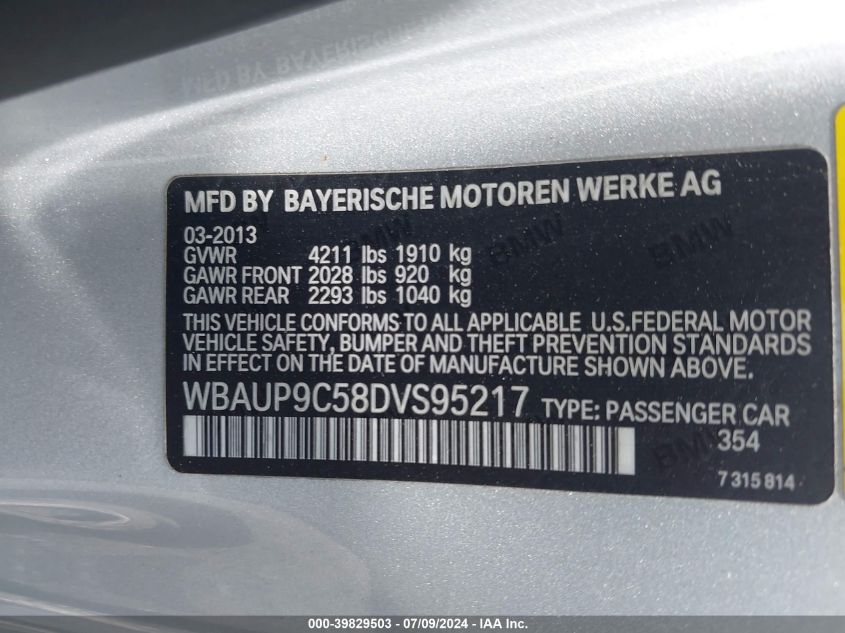 MFD BY BAYERISCHE MOTOREN WERKE AG
03-2013
GVWR 4211 lbs 1910 kg
GAWR FRONT 2028 lbs 920 kg
GAWR REAR 2293 lbs 1040 kg
THIS VEHICLE CONFORMS TO ALL APPLICABLE U.S.FEDERAL MOTOR
VEHICLE SAFETY, BUMPER AND THEFT PREVENTION STANDARDS
IN EFFECT ON THE DATE OF MANUFACTURE SHOWN ABOVE.
WBAUP9C58DVS95217 TYPE: PASSENGER CAR
354
7 315 814
BMW
BMW
BMW
000-39829503 - 07/09/2024 - IAA Inc.